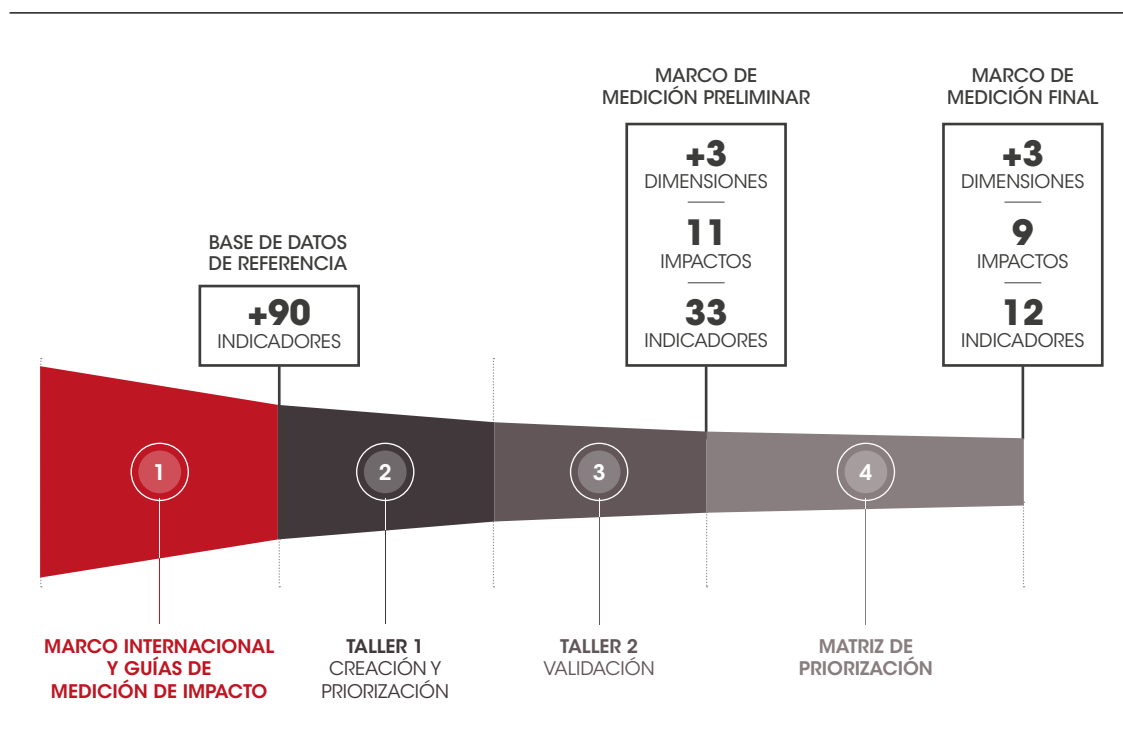 MARCO DE
MEDICIÓN PRELIMINAR
+3
DIMENSIONES
11
IMPACTOS
33
INDICADORES
MARCO DE
MEDICIÓN FINAL
+3
DIMENSIONES
9
IMPACTOS
12
INDICADORES
BASE DE DATOS
DE REFERENCIA
+90
INDICADORES
1
2
3
4
MARCO INTERNACIONAL
Y GUÍAS DE
MEDICIÓN DE IMPACTO
TALLER 1
CREACIÓN Y
PRIORIZACIÓN
TALLER 2
VALIDACIÓN
MATRIZ DE
PRIORIZACIÓN